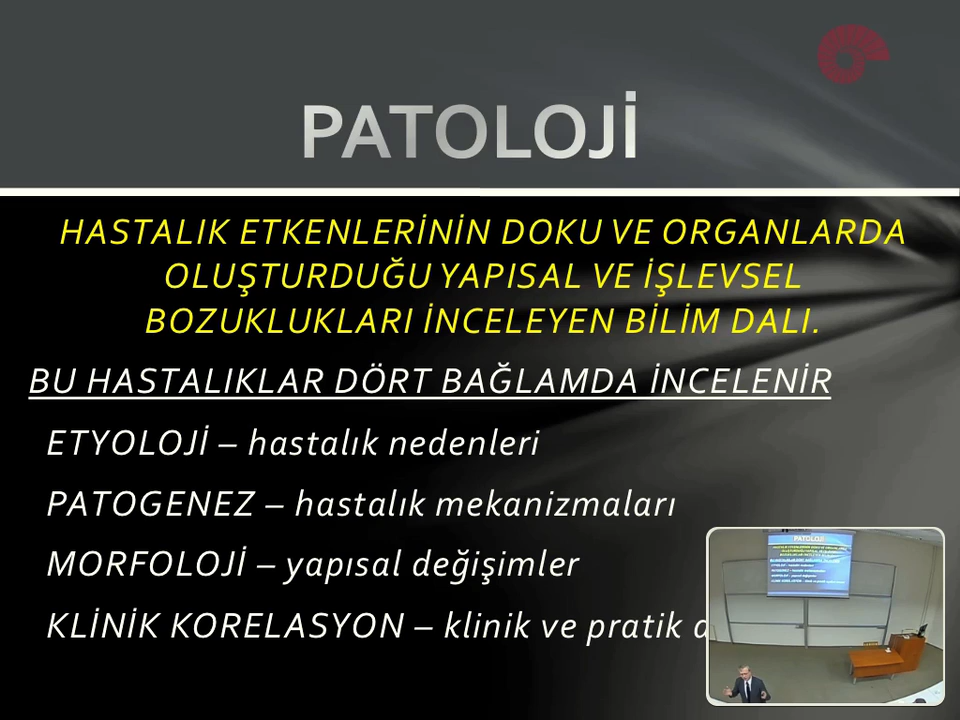 PATOLOJİ
HASTALIK ETKENLERİNİN DOKU VE ORGANLARDA
OLUŞTURDUĞU YAPISAL VE İŞLEVSEL
BOZUKLUKLARI İNCELEYEN BİLİM DALI.
BU HASTALIKLAR DÖRT BAĞLAMDA İNCELENİR
ETYOLOJİ – hastalık nedenleri
PATOGENEZ – hastalık mekanizmaları
MORFOLOJİ – yapısal değişimler
KLİNİK KORELASYON – klinik ve pratik
PATOLOJİ